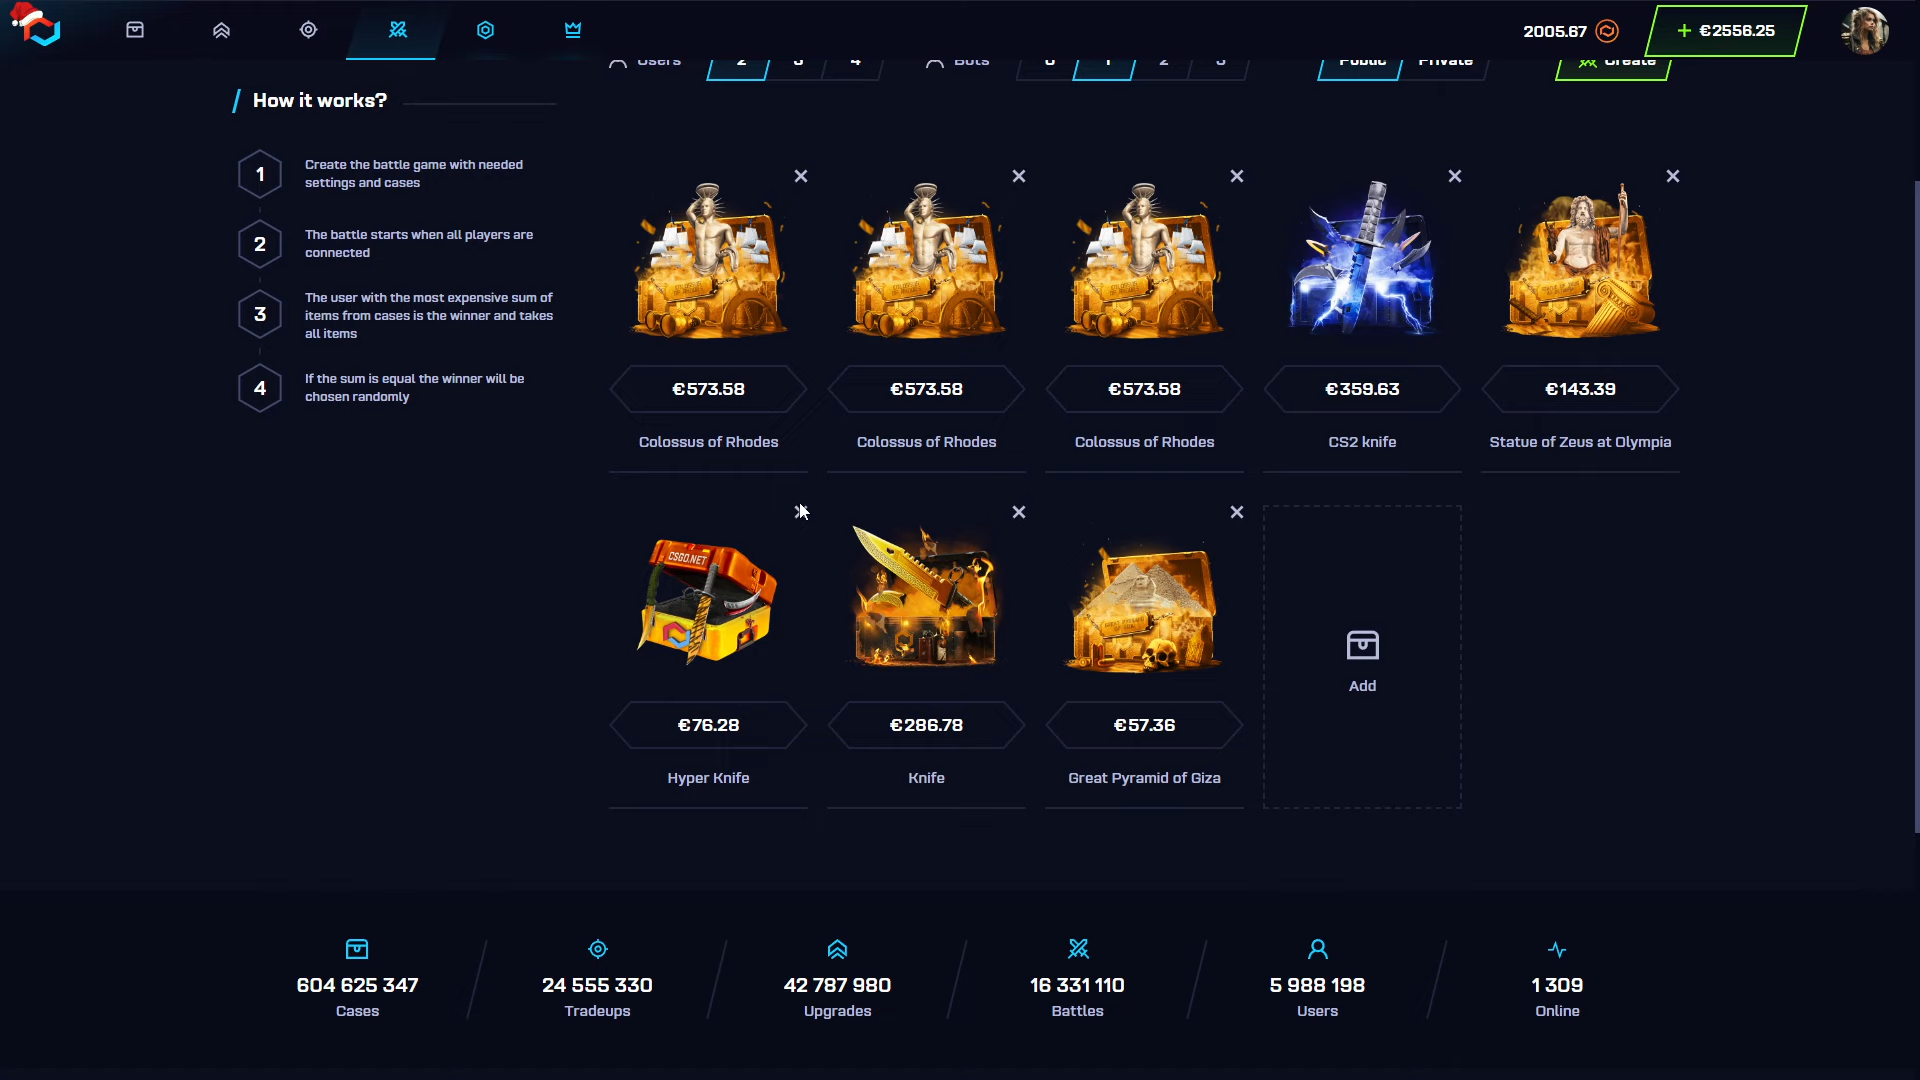 2005.67
+ €2556.25
Users 2 3 4 Bots 0 1 2 3 Public Private Create
How it works?
1
Create the battle game with needed
settings and cases
2
The battle starts when all players are
connected
3
The user with the most expensive sum of
items from cases is the winner and takes
all items
4
If the sum is equal the winner will be
chosen randomly
€573.58 €573.58 €573.58 €359.63 €143.39
Colossus of Rhodes Colossus of Rhodes Colossus of Rhodes CS2 knife Statue of Zeus at Olympia
CSGO.NET
Add
€76.28 €286.78 €57.36
Hyper Knife Knife Great Pyramid of Giza
604 625 347 24 555 330 42 787 980 16 331 110 5 988 198 1 309
Cases Tradeups Upgrades Battles Users Online